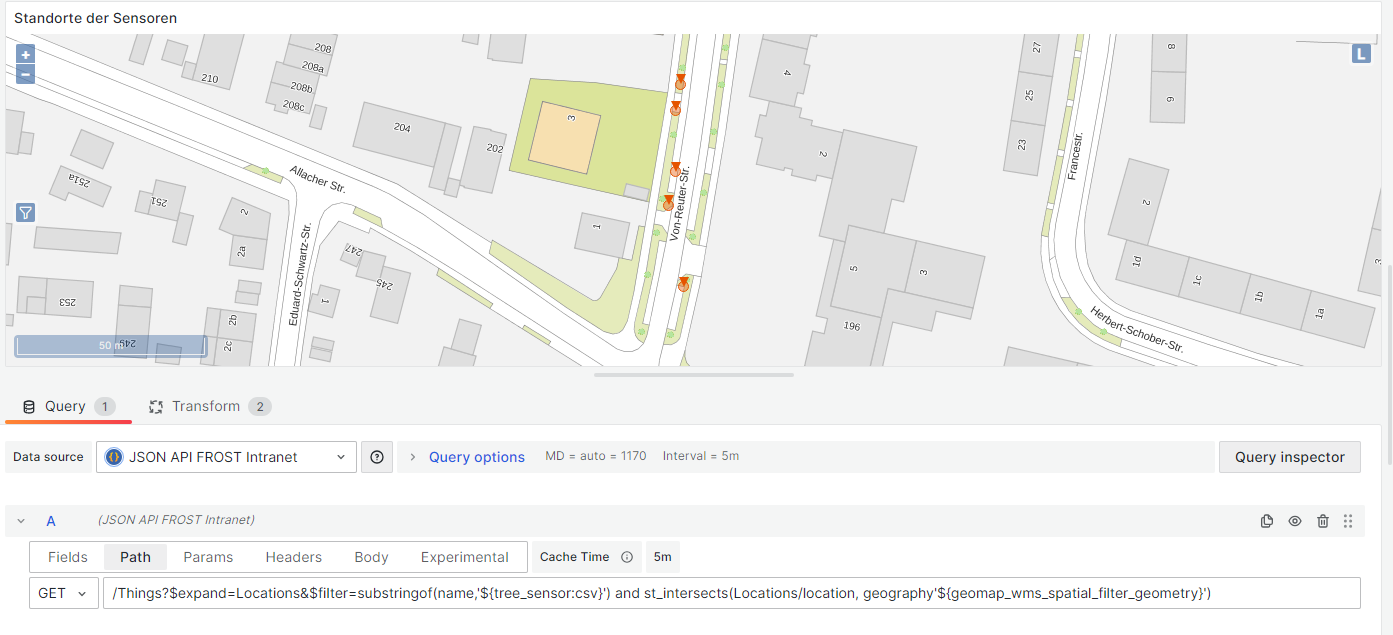 Standorte der Sensoren
+
−
L
208
208a
208b
208c
210
204
202
3
4
2
27
25
23
8
6
2
Allacher Str.
Von-Reuter-Str.
Francestr.
251a
251
2
2a
Eduard-Schwartz-Str.
247
245
1
1
5
3
196
253
249
2b
2c
1d
1c
1b
1a
3
Herbert-Schober-Str.
50 m
Query 1 Transform 2
Data source JSON API FROST Intranet Query options MD = auto = 1170 Interval = 5m Query inspector
A (JSON API FROST Intranet)
Fields Path Params Headers Body Experimental Cache Time 5m
GET /Things?$expand=Locations&$filter=substringof(name,'${tree_sensor:csv}') and st_intersects(Locations/location, geography'${geomap_wms_spatial_filter_geometry}')